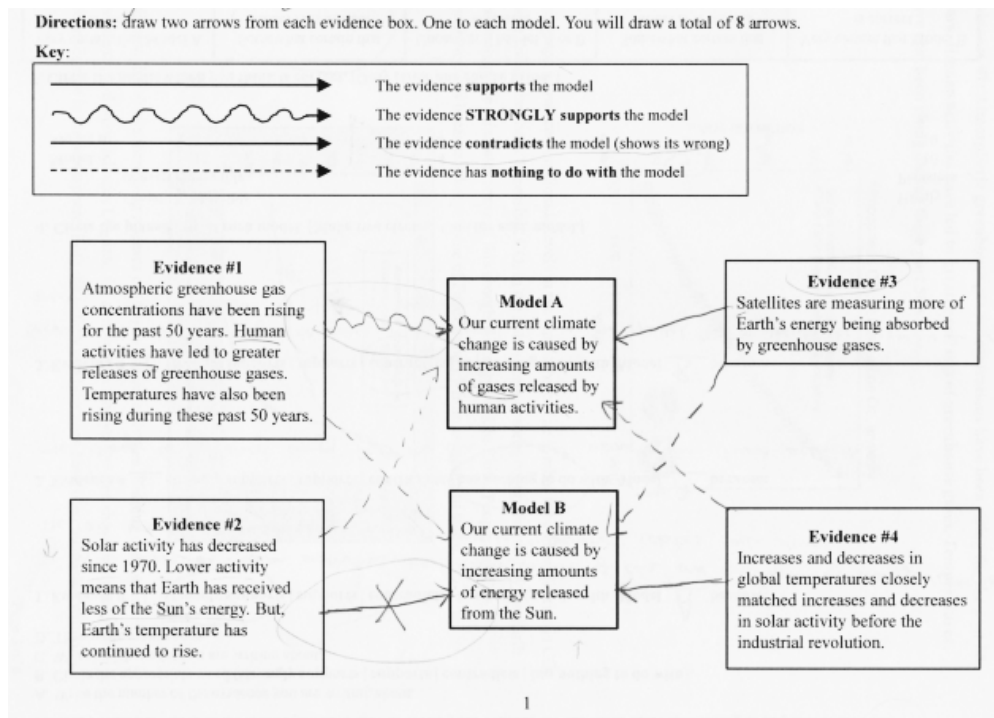 Directions: draw two arrows from each evidence box. One to each model. You will draw a total of 8 arrows.
Key:
The evidence supports the model
The evidence STRONGLY supports the model
The evidence contradicts the model (shows its wrong)
The evidence has nothing to do with the model
Evidence #1
Atmospheric greenhouse gas
concentrations have been rising
for the past 50 years. Human
activities have led to greater
releases of greenhouse gases.
Temperatures have also been
rising during these past 50 years.
Model A
Our current climate
change is caused by
increasing amounts
of gases released by
human activities.
Evidence #3
Satellites are measuring more of
Earth's energy being absorbed
by greenhouse gases.
Evidence #2
Solar activity has decreased
since 1970. Lower activity
means that Earth has received
less of the Sun's energy. But,
Earth's temperature has
continued to rise.
Model B
Our current climate
change is caused by
increasing amounts
of energy released
from the Sun.
Evidence #4
Increases and decreases in
global temperatures closely
matched increases and decreases
in solar activity before the
industrial revolution.
1